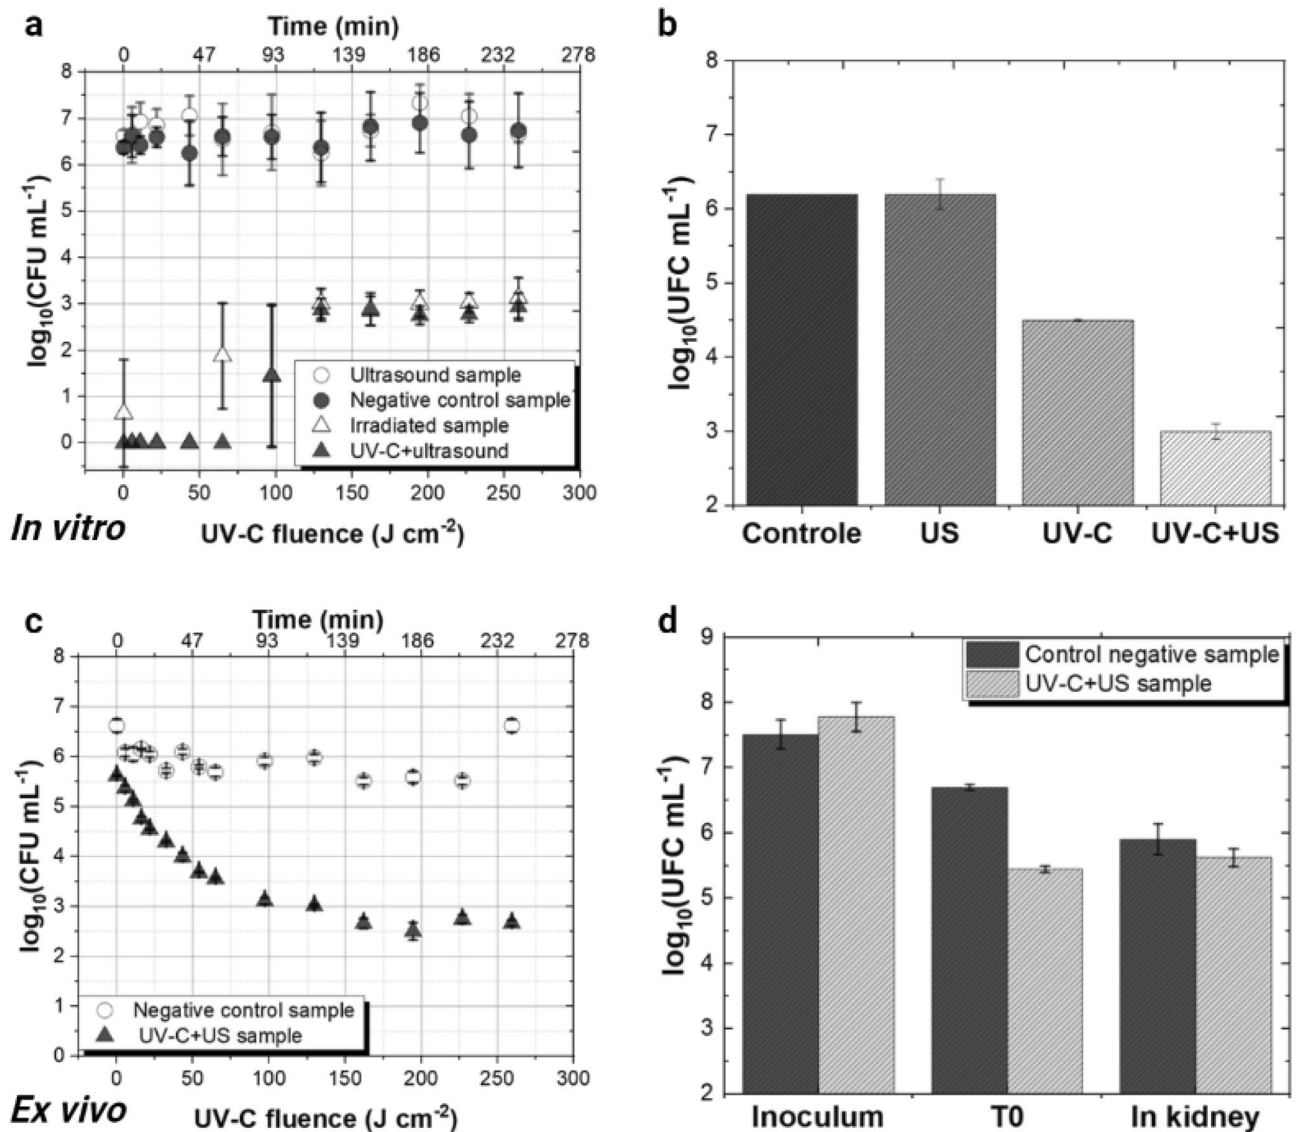 a
Time (min)
0 47 93 139 186 232 278
8
7
6
5
4
3
2
1
0
log10(CFU mL-1)
Ultrasound sample
Negative control sample
Irradiated sample
UV-C+ultrasound
0 50 100 150 200 250 300
In vitro
UV-C fluence (J cm-2)
b
8
7
6
5
4
3
2
log10(UFC mL-1)
Controle US UV-C UV-C+US
c
Time (min)
0 47 93 139 186 232 278
8
7
6
5
4
3
2
1
0
log10(CFU mL-1)
Negative control sample
UV-C+US sample
0 50 100 150 200 250 300
Ex vivo
UV-C fluence (J cm-2)
d
9
8
7
6
5
4
3
2
log10(UFC mL-1)
Control negative sample
UV-C+US sample
Inoculum T0 In kidney